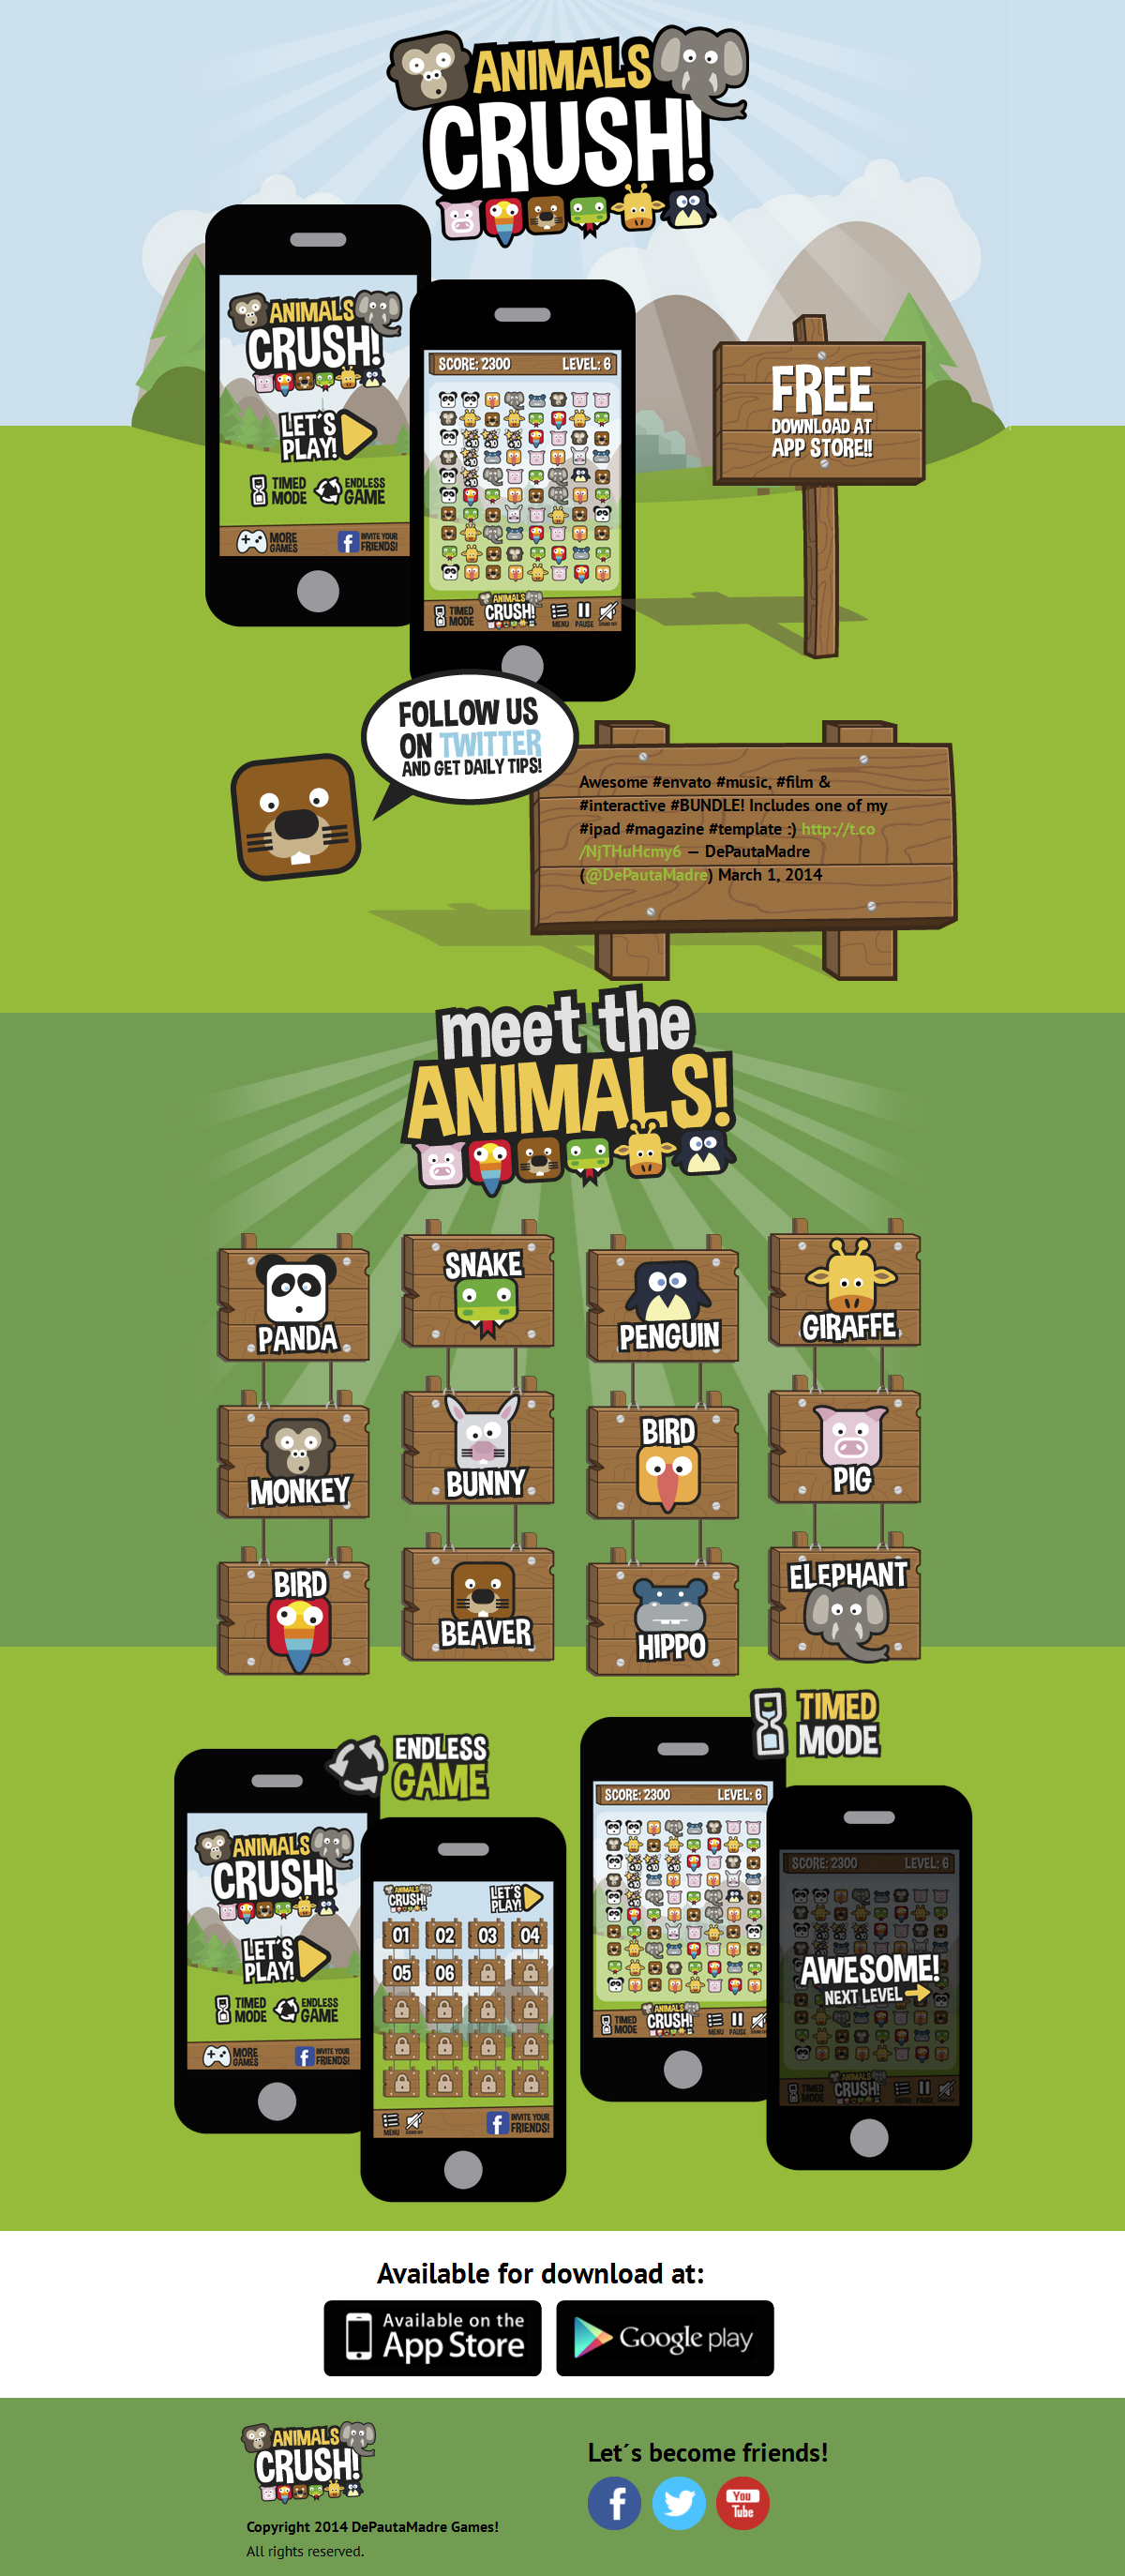 ANIMALS
CRUSH!
ANIMALS
CRUSH!
LET'S
PLAY!
TIMED
MODE
ENDLESS
GAME
MORE
GAMES
INVITE YOUR
FRIENDS!
SCORE: 2300
LEVEL: 6
TIMED
MODE
ANIMALS
CRUSH!
MENU
PAUSE
FREE
DOWNLOAD AT
APP STORE!!
FOLLOW US
ON TWITTER
AND GET DAILY TIPS!
Awesome #envato #music, #film &
#interactive #BUNDLE! Includes one of my
#ipad #magazine #template :) http://t.co
/NjTHuHcmy6 — DePautaMadre
(@DePautaMadre) March 1, 2014
meet the
ANIMALS!
PANDA
SNAKE
PENGUIN
GIRAFFE
MONKEY
BUNNY
BIRD
PIG
BIRD
BEAVER
HIPPO
ELEPHANT
ENDLESS
GAME
TIMED
MODE
ANIMALS
CRUSH!
LET'S
PLAY!
TIMED
MODE
ENDLESS
GAME
MORE
GAMES
INVITE YOUR
FRIENDS!
ANIMALS
CRUSH!
LET'S
PLAY!
01 02 03 04
05 06
MENU
INVITE YOUR
FRIENDS!
SCORE: 2300
LEVEL: 6
TIMED
MODE
ANIMALS
CRUSH!
MENU
PAUSE
SCORE: 2300
LEVEL: 6
AWESOME!
NEXT LEVEL
TIMED
MODE
ANIMALS
CRUSH!
MENU
PAUSE
Available for download at:
Available on the
App Store
Google play
ANIMALS
CRUSH!
Copyright 2014 DePautaMadre Games!
All rights reserved.
Let´s become friends!
You
Tube